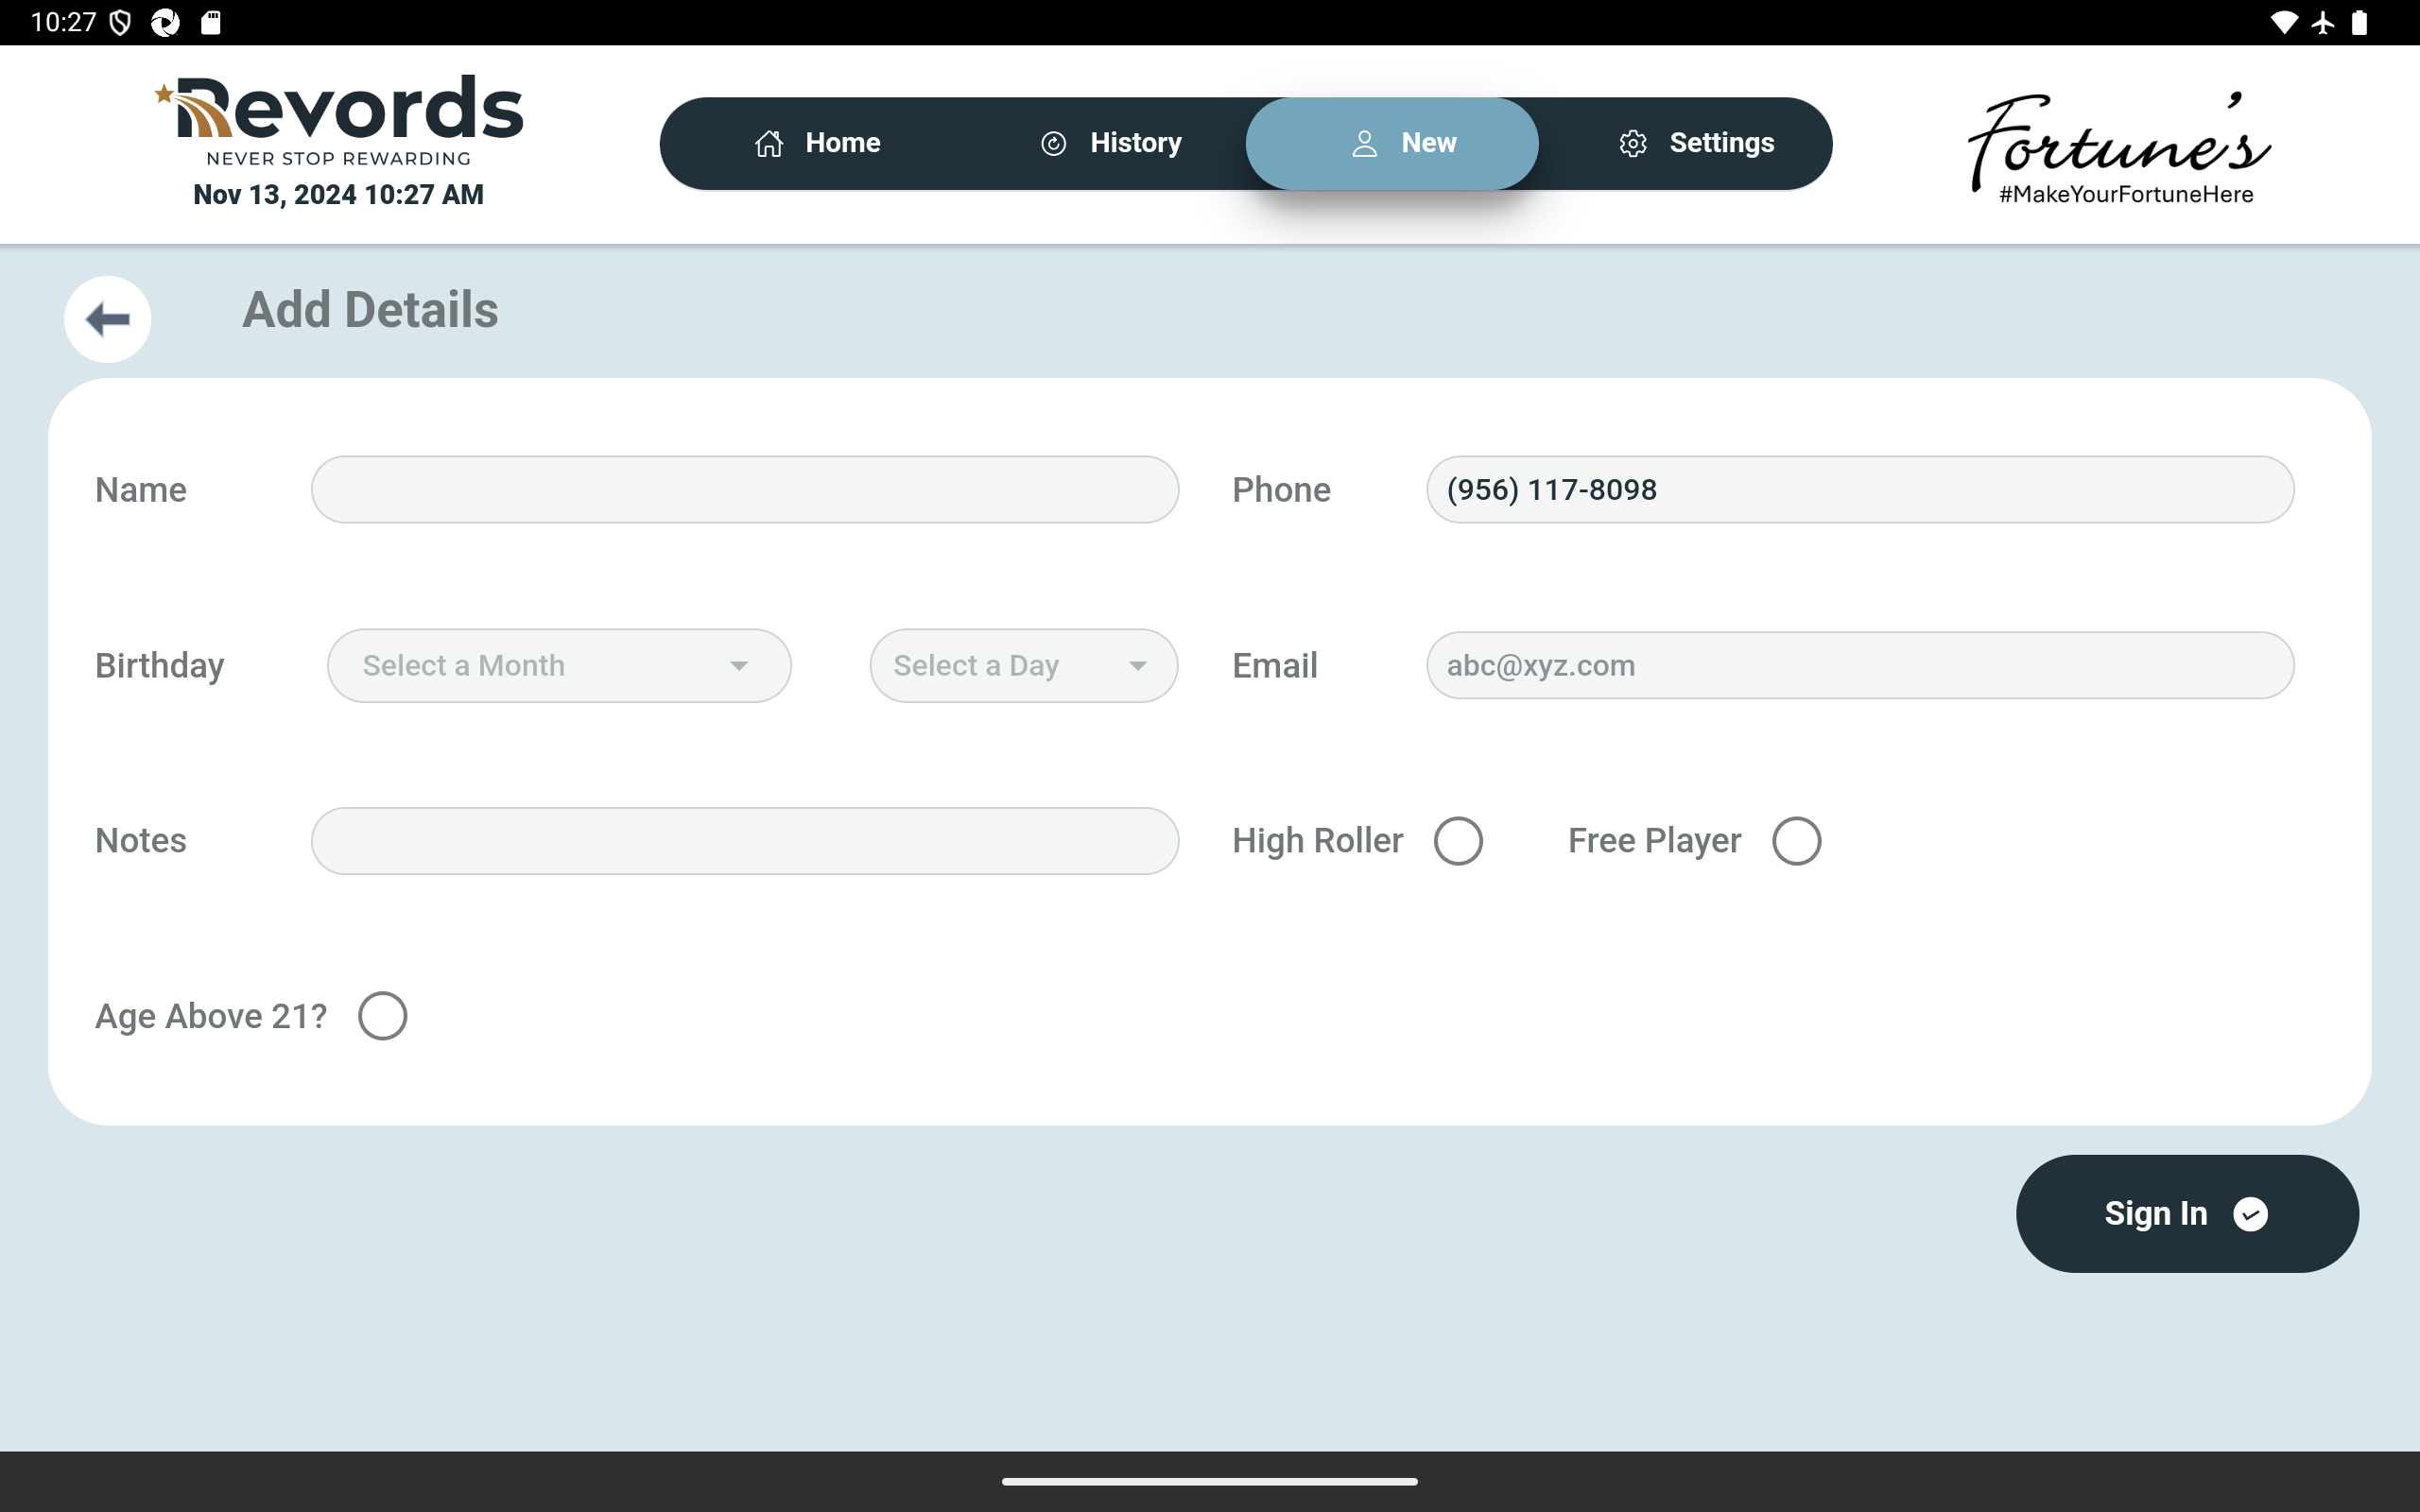 10:27
Revords
NEVER STOP REWARDING
Nov 13, 2024 10:27 AM
Home
History
New
Settings
Fortune's
#MakeYourFortuneHere
Add Details
Name
Phone
(956) 117-8098
Birthday
Select a Month
Select a Day
Email
abc@xyz.com
Notes
High Roller
Free Player
Age Above 21?
Sign In